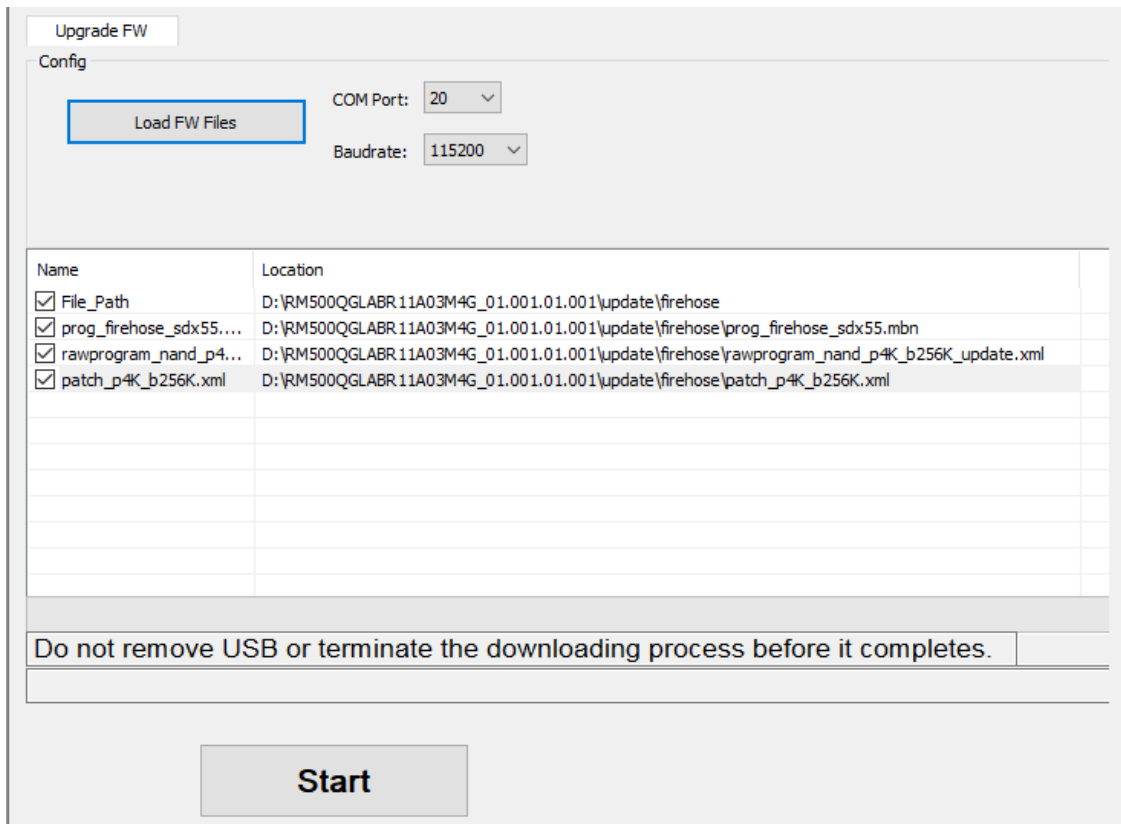 Upgrade FW
Config
Load FW Files
COM Port: 20
Baudrate: 115200
Name Location
File_Path D:\RM500QGLABR11A03M4G_01.001.01.001\update\firehose
prog_firehose_sdx55.... D:\RM500QGLABR11A03M4G_01.001.01.001\update\firehose\prog_firehose_sdx55.mbn
rawprogram_nand_p4... D:\RM500QGLABR11A03M4G_01.001.01.001\update\firehose\rawprogram_nand_p4K_b256K_update.xml
patch_p4K_b256K.xml D:\RM500QGLABR11A03M4G_01.001.01.001\update\firehose\patch_p4K_b256K.xml
Do not remove USB or terminate the downloading process before it completes.
Start